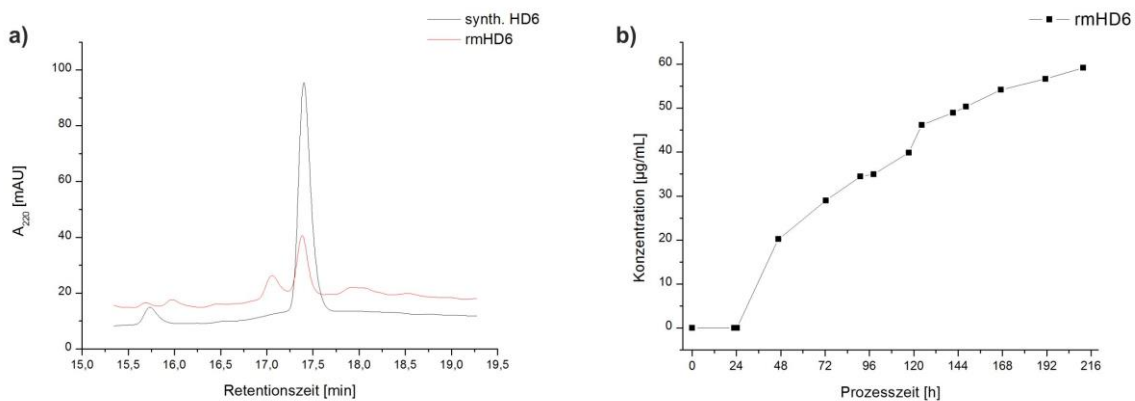 a)
synth. HD6
rmHD6
100
80
60
40
20
0
A220 [mAU]
15,0 15,5 16,0 16,5 17,0 17,5 18,0 18,5 19,0 19,5
Retentionszeit [min]
b)
rmHD6
60
50
40
30
20
10
0
Konzentration [µg/mL]
0 24 48 72 96 120 144 168 192 216
Prozesszeit [h]